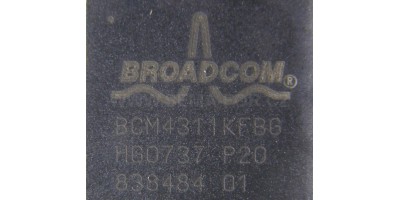 BROADCOM®
BCM4311KFBG
HG0737 P20
838484 01